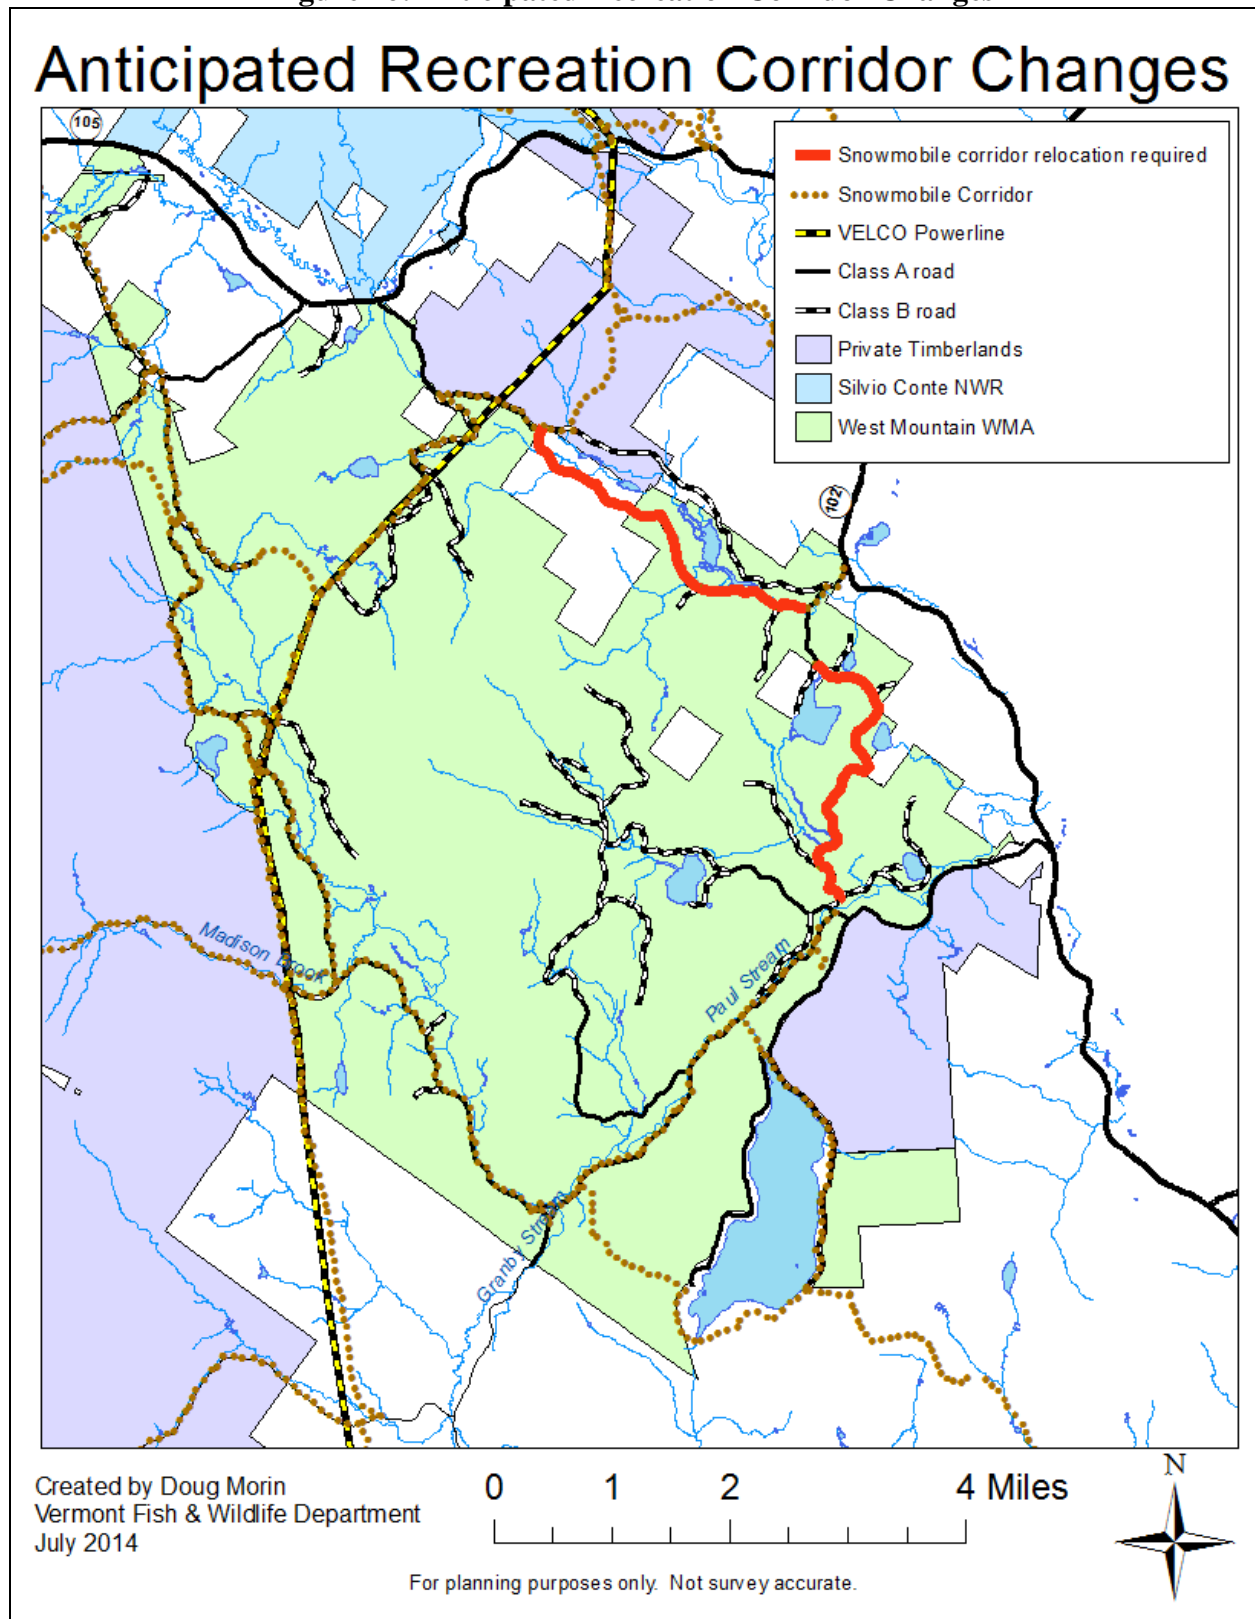 Anticipated Recreation Corridor Changes
105
Snowmobile corridor relocation required
Snowmobile Corridor
VELCO Powerline
Class A road
Class B road
Private Timberlands
Silvio Conte NWR
West Mountain WMA
102
Madison Brook
Paul Stream
Granby Stream
Created by Doug Morin
Vermont Fish & Wildlife Department
July 2014
0 1 2 4 Miles
N
For planning purposes only. Not survey accurate.